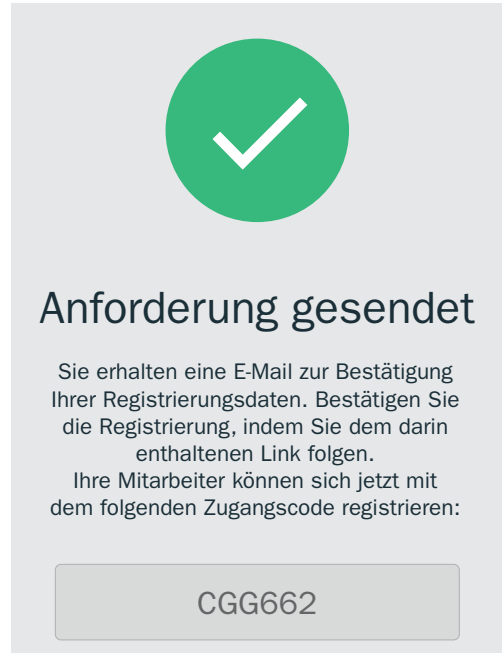 Anforderung gesendet
Sie erhalten eine E-Mail zur Bestätigung
Ihrer Registrierungsdaten. Bestätigen Sie
die Registrierung, indem Sie dem darin
enthaltenen Link folgen.
Ihre Mitarbeiter können sich jetzt mit
dem folgenden Zugangscode registrieren:
CGG662